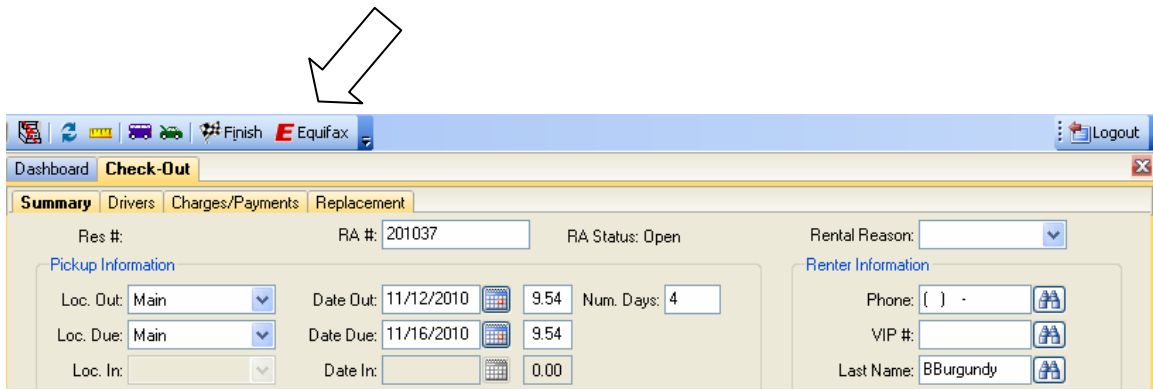 Finish E Equifax Logout
Dashboard Check-Out
Summary Drivers Charges/Payments Replacement
Res #: RA #: 201037 RA Status: Open Rental Reason:
Pickup Information Renter Information
Loc. Out: Main Date Out: 11/12/2010 9.54 Num. Days: 4 Phone: ( ) -
Loc. Due: Main Date Due: 11/16/2010 9.54 VIP #:
Loc. In: Date In: 0.00 Last Name: BBurgundy